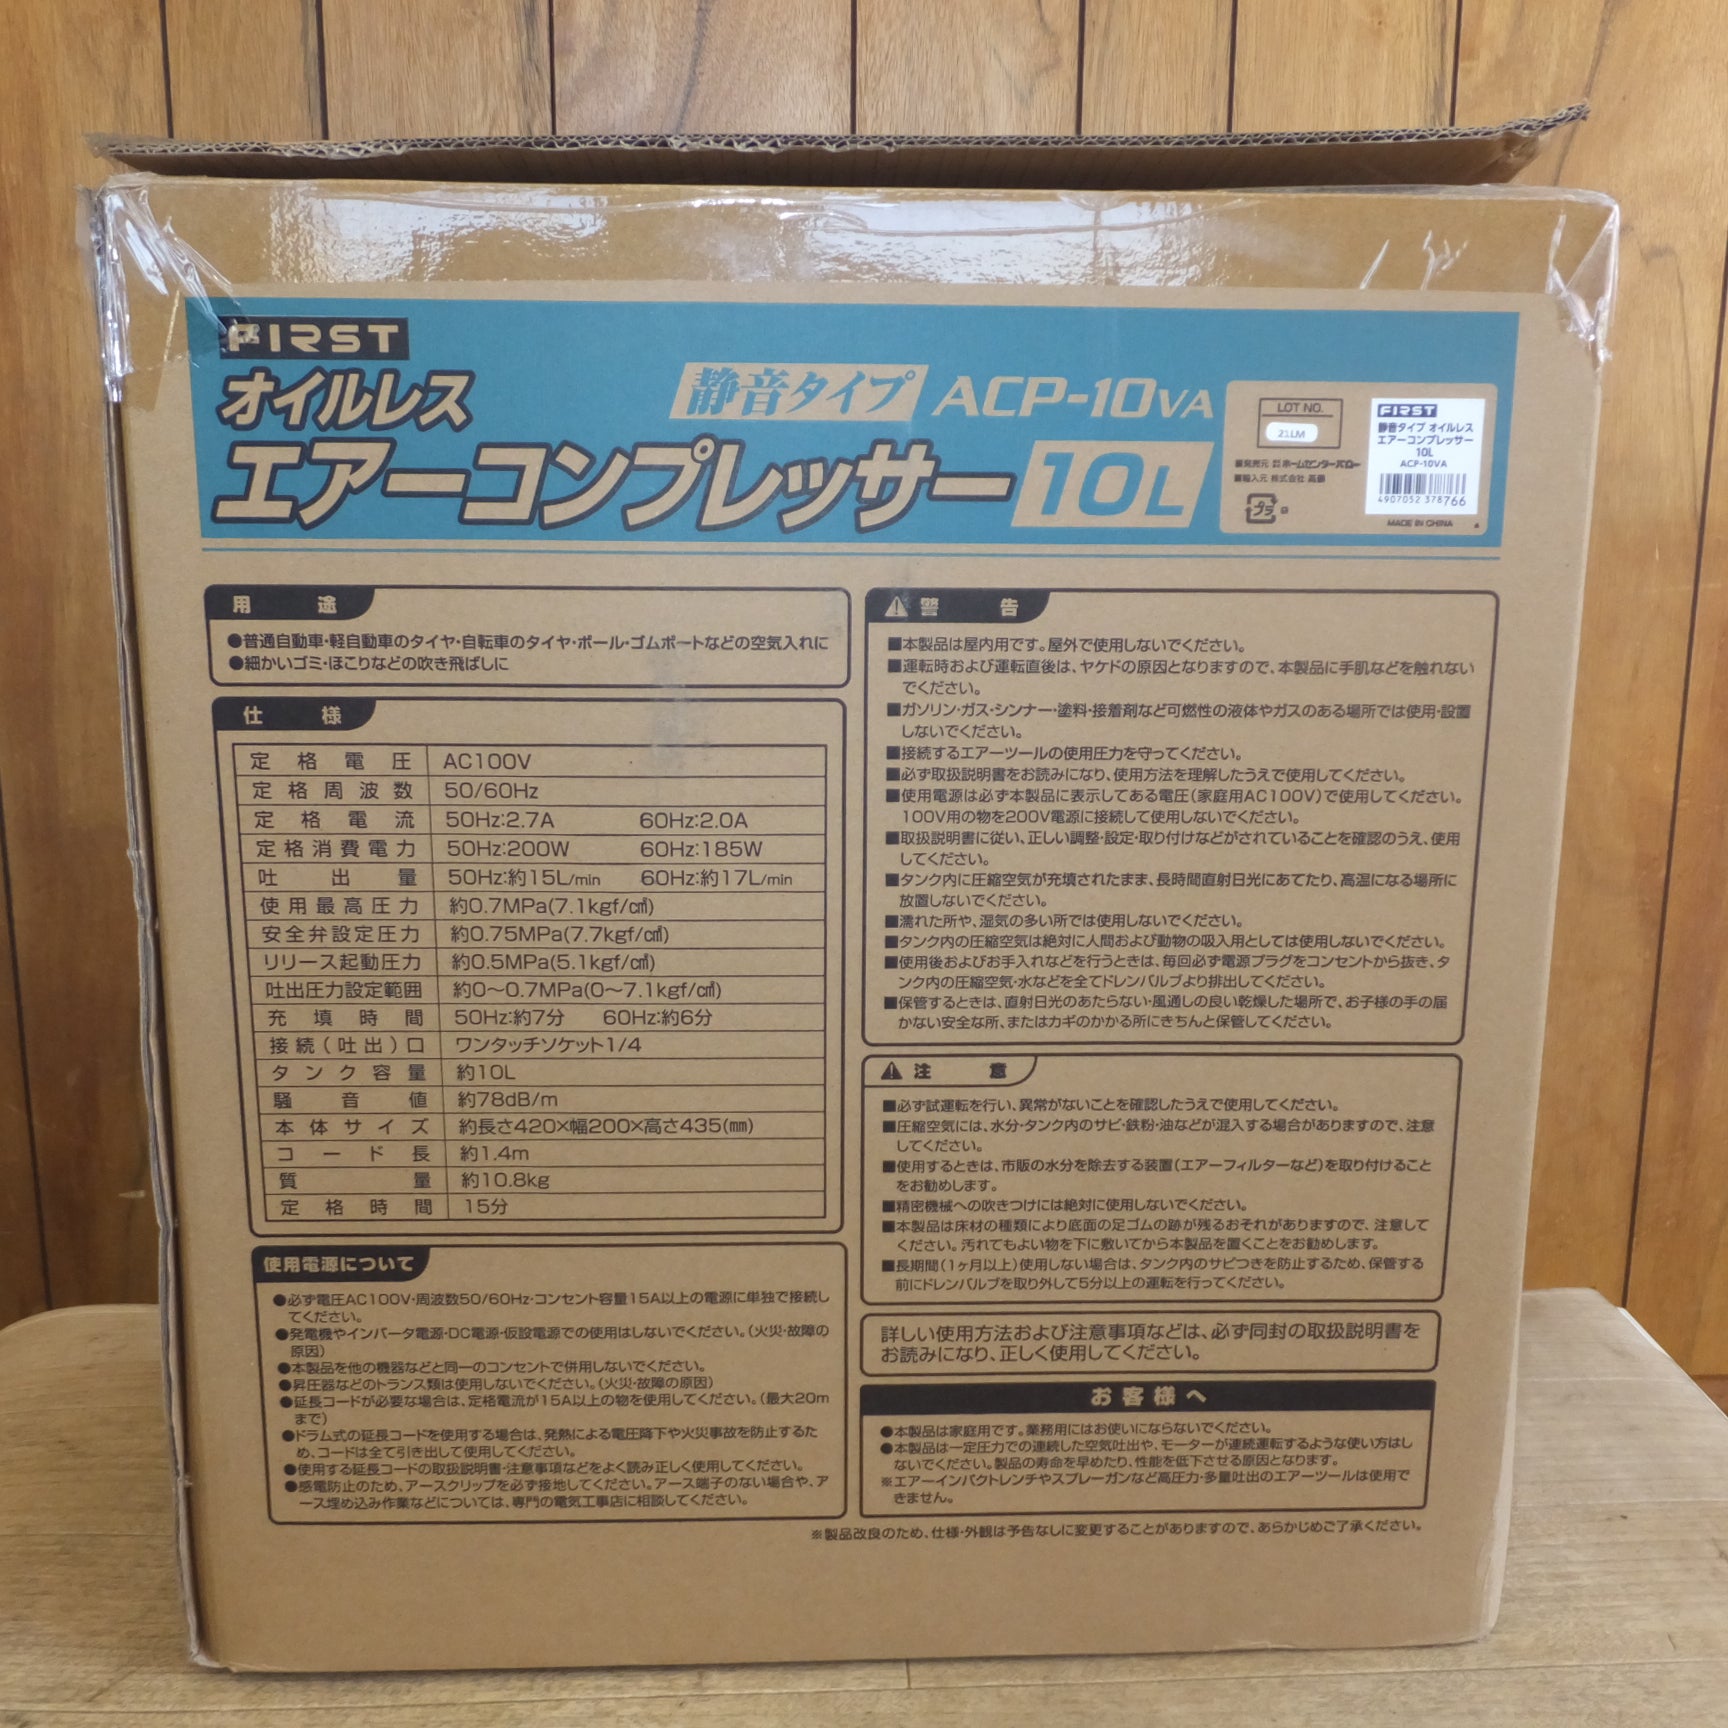 FIRST
オイルレス
静音タイプ ACP-10VA
エアーコンプレッサー 10L
LOT NO.
21LM
■発売元 株式会社 ホームセンターバロー
■輸入元 株式会社 高儀
プラ
FIRST
静音タイプ オイルレス
エアーコンプレッサー
10L
ACP-10VA
4907052 378766
MADE IN CHINA
用途
●普通自動車・軽自動車のタイヤ・自転車のタイヤ・ボール・ゴムボートなどの空気入れに
●細かいゴミ・ほこりなどの吹き飛ばしに
仕様
定格電圧 AC100V
定格周波数 50/60Hz
定格電流 50Hz:2.7A 60Hz:2.0A
定格消費電力 50Hz:200W 60Hz:185W
吐出量 50Hz:約15L/min 60Hz:約17L/min
使用最高圧力 約0.7MPa(7.1kgf/c㎡)
安全弁設定圧力 約0.75MPa(7.7kgf/c㎡)
リリース起動圧力 約0.5MPa(5.1kgf/c㎡)
吐出圧力設定範囲 約0〜0.7MPa(0〜7.1kgf/c㎡)
充填時間 50Hz:約7分 60Hz:約6分
接続(吐出)口 ワンタッチソケット1/4
タンク容量 約10L
騒音値 約78dB/m
本体サイズ 約長さ420×幅200×高さ435(mm)
コード長 約1.4m
質量 約10.8kg
定格時間 15分
使用電源について
●必ず電圧AC100V・周波数50/60Hz・コンセント容量15A以上の電源に単独で接続し
てください。
●発電機やインバータ電源・DC電源・仮設電源での使用はしないでください。(火災・故障の
原因)
●本製品を他の機器などと同一のコンセントで併用しないでください。
●昇圧器などのトランス類は使用しないでください。(火災・故障の原因)
●延長コードが必要な場合は、定格電流が15A以上の物を使用してください。(最大20m
まで)
●ドラム式の延長コードを使用する場合は、発熱による電圧降下や火災事故を防止するた
め、コードは全て引き出して使用してください。
●使用する延長コードの取扱説明書・注意事項などをよく読み正しく使用してください。
●感電防止のため、アースクリップを必ず接地してください。アース端子のない場合や、ア
ース埋め込み作業などについては、専門の電気工事店に相談してください。
警告
■本製品は屋内用です。屋外で使用しないでください。
■運転時および運転直後は、ヤケドの原因となりますので、本製品に手肌などを触れない
でください。
■ガソリン・ガス・シンナー・塗料・接着剤など可燃性の液体やガスのある場所では使用・設置
しないでください。
■接続するエアーツールの使用圧力を守ってください。
■必ず取扱説明書をお読みになり、使用方法を理解したうえで使用してください。
■使用電源は必ず本製品に表示してある電圧(家庭用AC100V)で使用してください。
100V用の物を200V電源に接続して使用しないでください。
■取扱説明書に従い、正しい調整・設定・取り付けなどがされていることを確認のうえ、使用
してください。
■タンク内に圧縮空気が充填されたまま、長時間直射日光にあてたり、高温になる場所に
放置しないでください。
■濡れた所や、湿気の多い所では使用しないでください。
■タンク内の圧縮空気は絶対に人間および動物の吸入用としては使用しないでください。
■使用後およびお手入れなどを行うときは、毎回必ず電源プラグをコンセントから抜き、タ
ンク内の圧縮空気・水などを全てドレンバルブより排出してください。
■保管するときは、直射日光のあたらない・風通しの良い乾燥した場所で、お子様の手の届
かない安全な所、またはカギのかかる所にきちんと保管してください。
注意
■必ず試運転を行い、異常がないことを確認したうえで使用してください。
■圧縮空気には、水分・タンク内のサビ・鉄粉・油などが混入する場合がありますので、注意
してください。
■使用するときは、市販の水分を除去する装置(エアーフィルターなど)を取り付けること
をお勧めします。
■精密機械への吹きつけには絶対に使用しないでください。
■本製品は床材の種類により底面の足ゴムの跡が残るおそれがありますので、注意して
ください。汚れてもよい物を下に敷いてから本製品を置くことをお勧めします。
■長期間(1ヶ月以上)使用しない場合は、タンク内のサビつきを防止するため、保管する
前にドレンバルブを取り外して5分以上の運転を行ってください。
詳しい使用方法および注意事項などは、必ず同封の取扱説明書を
お読みになり、正しく使用してください。
お客様へ
●本製品は家庭用です。業務用にはお使いにならないでください。
●本製品は一定圧力での連続した空気吐出や、モーターが連続運転するような使い方はし
ないでください。製品の寿命を早めたり、性能を低下させる原因となります。
※エアーインパクトレンチやスプレーガンなど高圧力・多量吐出のエアーツールは使用で
きません。
※製品改良のため、仕様・外観は予告なしに変更することがありますので、あらかじめご了承ください。